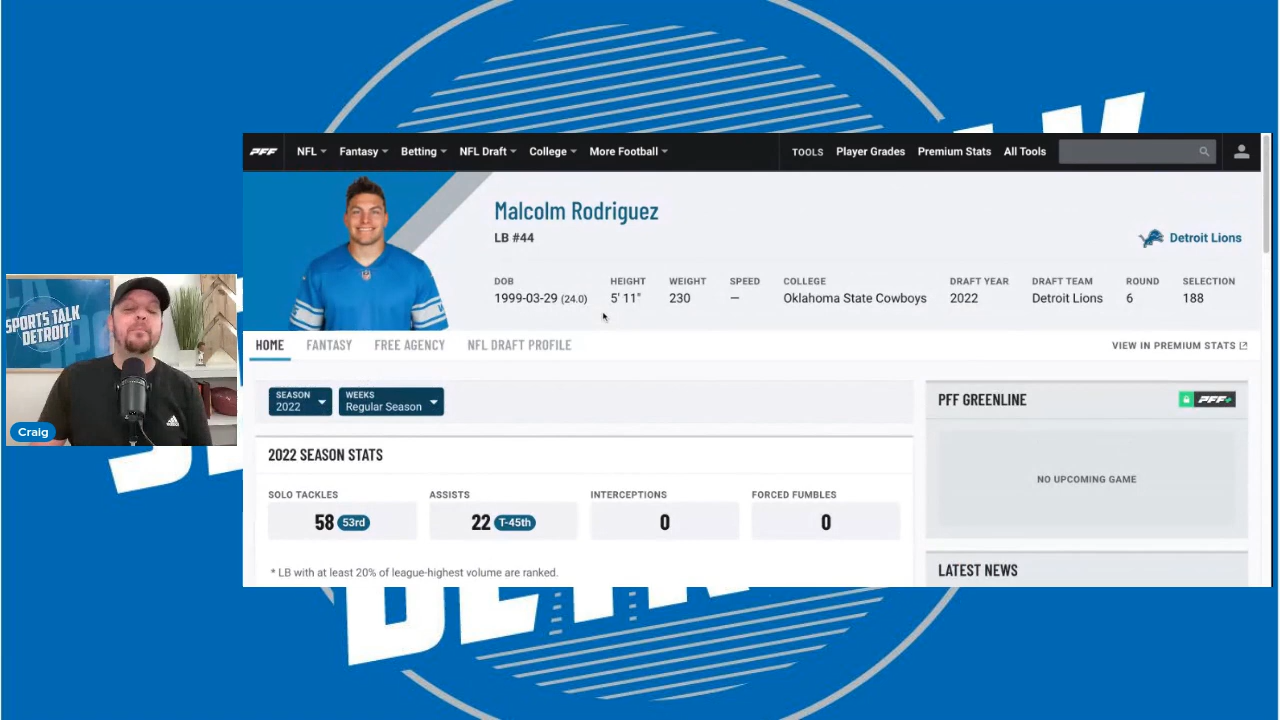 PFF NFL Fantasy Betting NFL Draft College More Football TOOLS Player Grades Premium Stats All Tools
Malcolm Rodriguez
LB #44
Detroit Lions
DOB HEIGHT WEIGHT SPEED COLLEGE DRAFT YEAR DRAFT TEAM ROUND SELECTION
1999-03-29 (24.0) 5' 11" 230 — Oklahoma State Cowboys 2022 Detroit Lions 6 188
HOME FANTASY FREE AGENCY NFL DRAFT PROFILE VIEW IN PREMIUM STATS
SEASON
2022
WEEKS
Regular Season
2022 SEASON STATS
SOLO TACKLES ASSISTS INTERCEPTIONS FORCED FUMBLES
58 53rd 22 T-45th 0 0
* LB with at least 20% of league-highest volume are ranked.
PFF GREENLINE PFF+
NO UPCOMING GAME
LATEST NEWS
SPORTS TALK
DETROIT
Craig